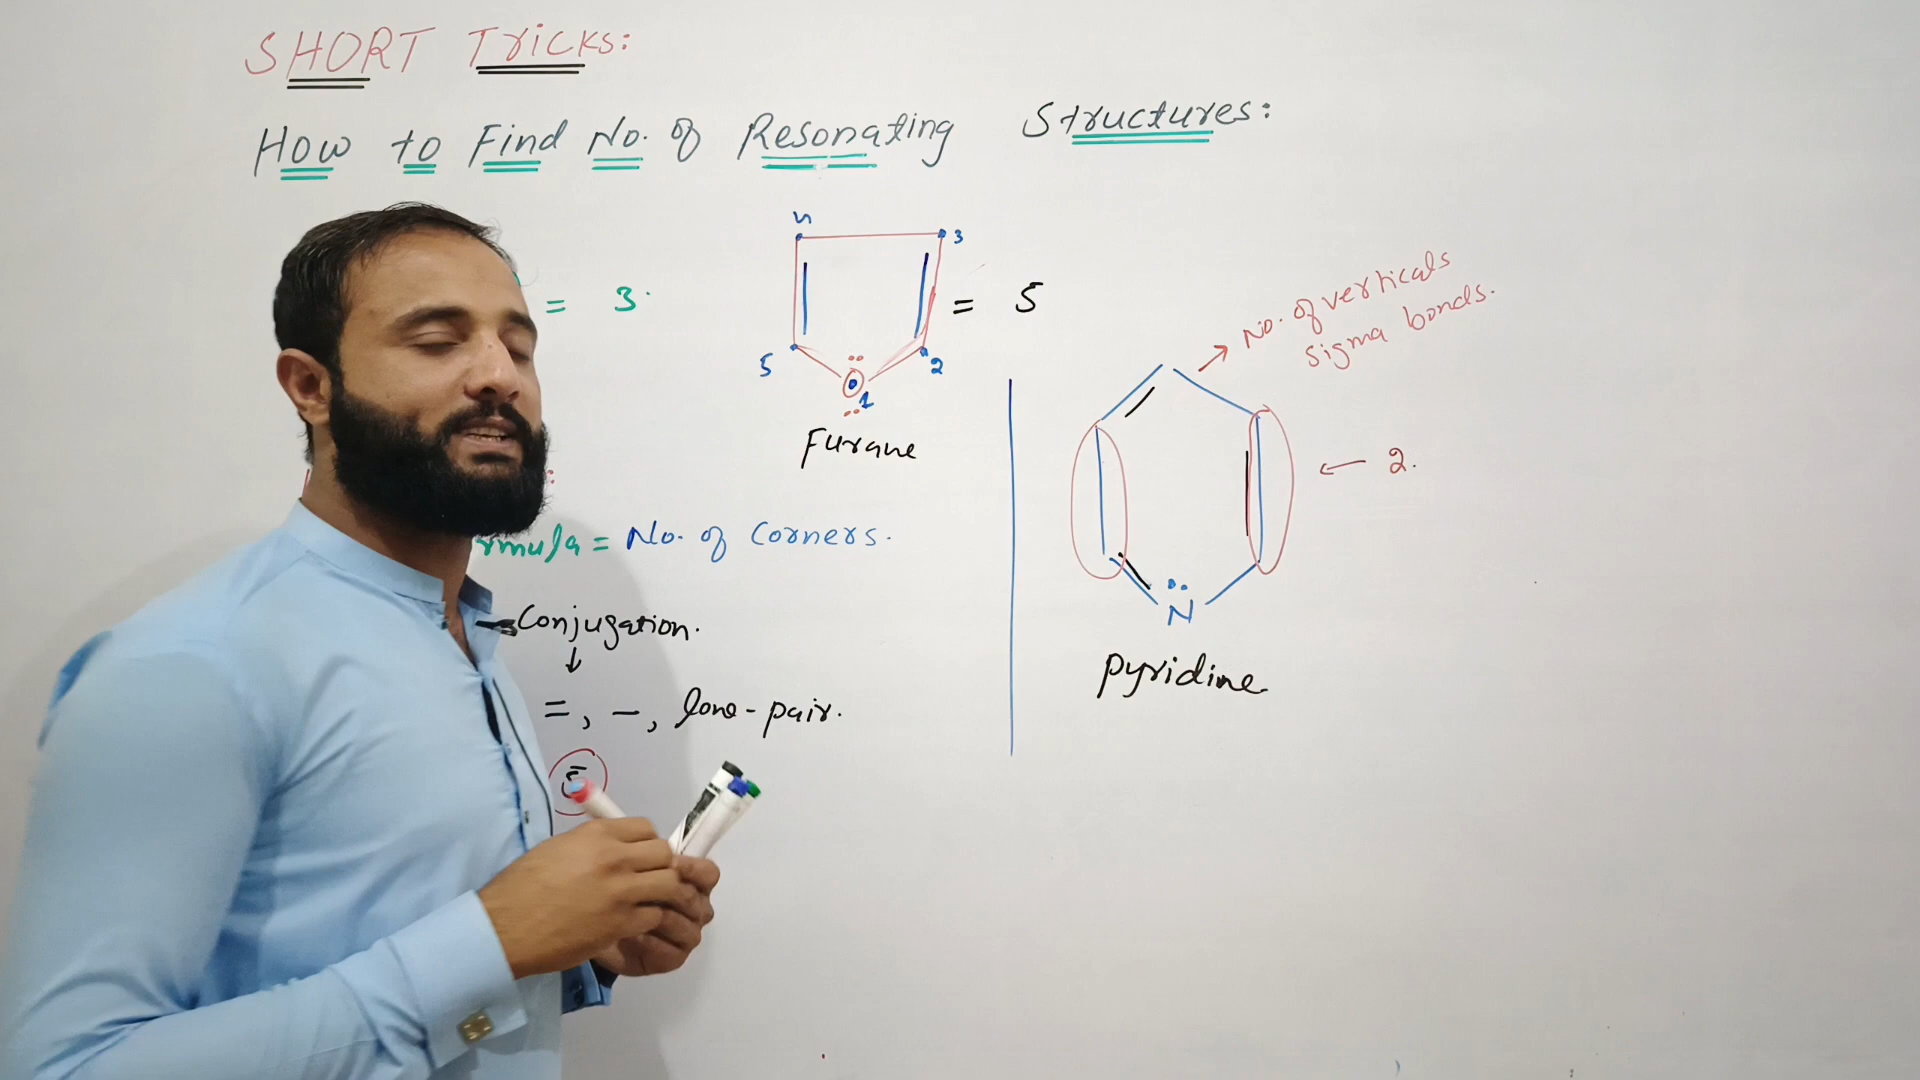 SHORT Tricks:
How to Find No. of Resonating Structures:
= 3.
4
3
5
2
O
1
= 5
Furane
No. of verticals
sigma bonds.
← 2.
N
pyridine
rmula = No. of Corners.
Conjugation.
↓
=, −, lone-pair.